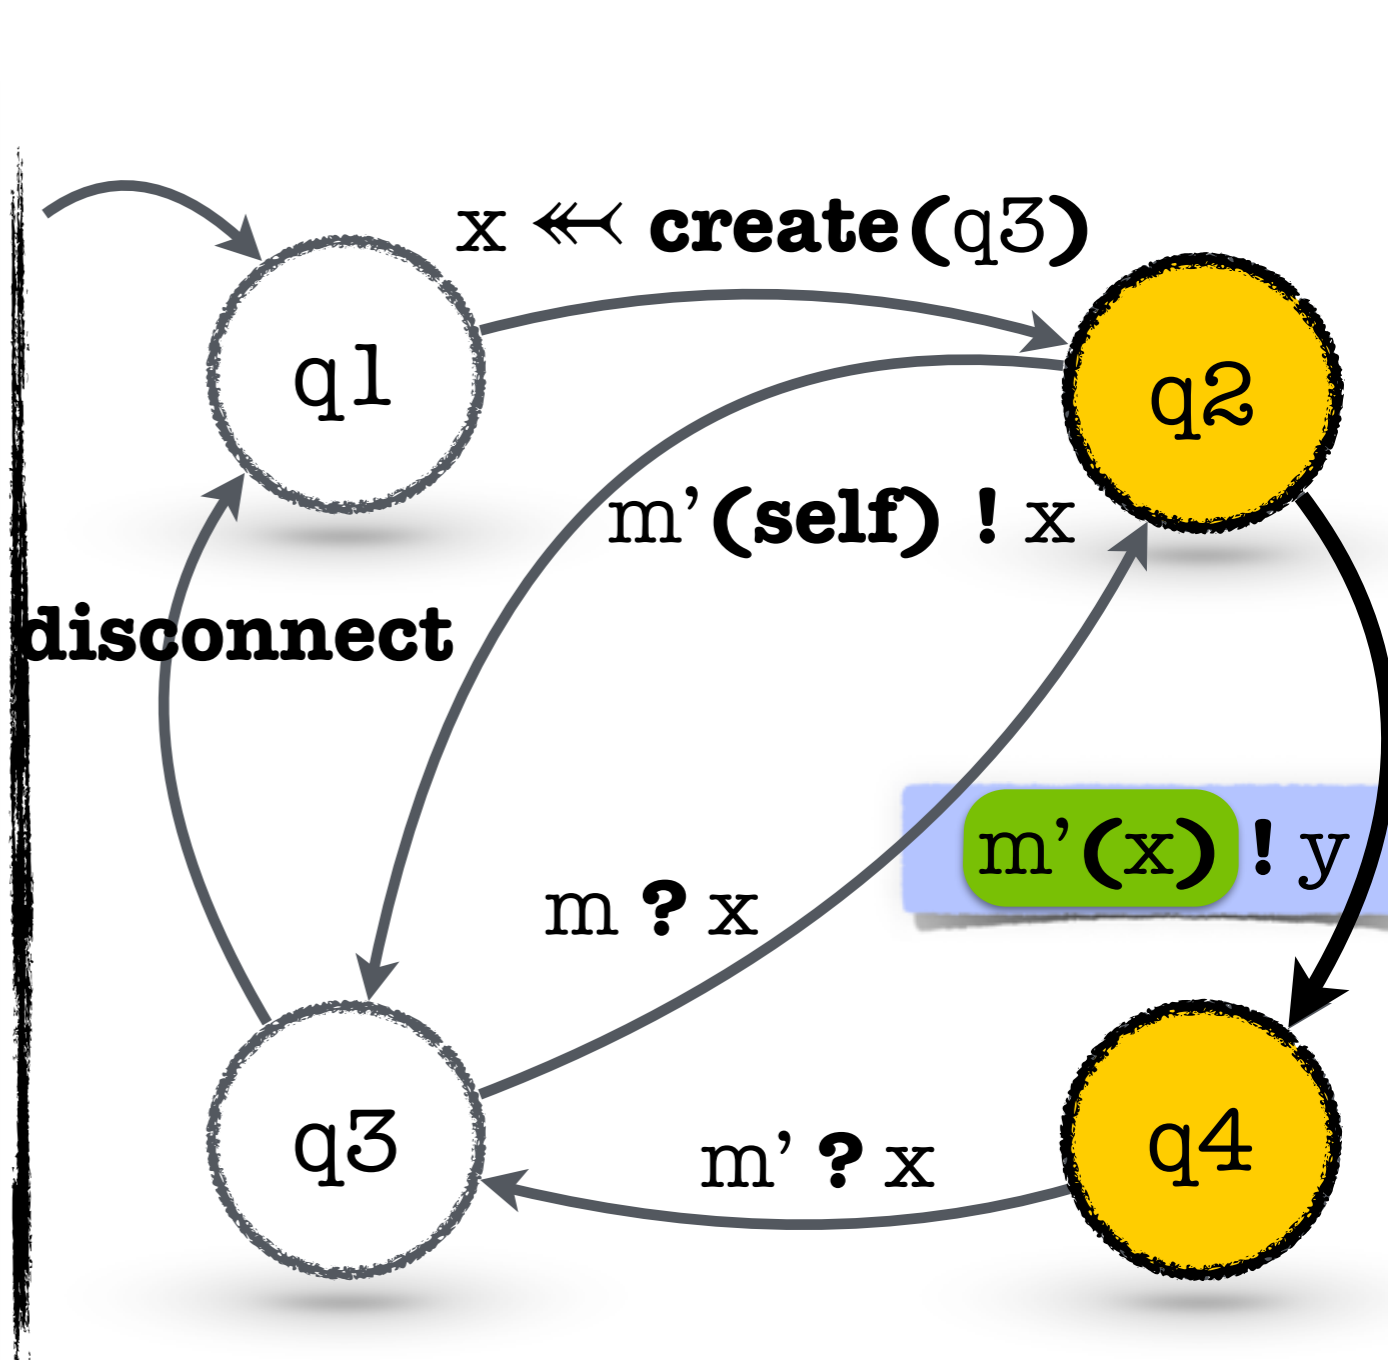 x ⤛ create(q3)
q1
q2
m’(self) ! x
disconnect
m’(x) ! y
m ? x
q3
m’ ? x
q4